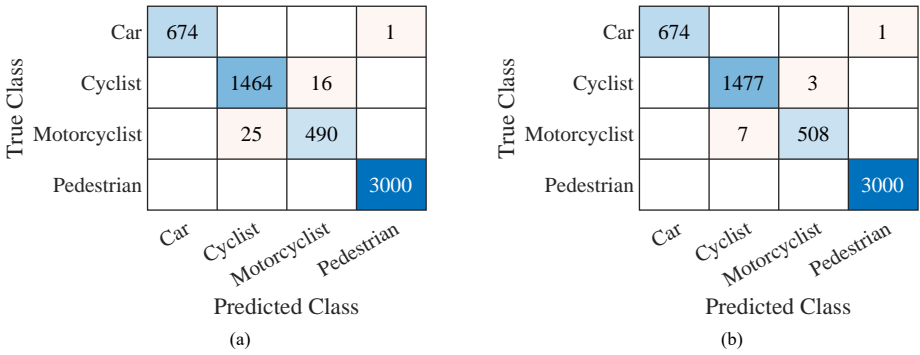 Car 674 1
Cyclist 1464 16
Motorcyclist 25 490
Pedestrian 3000
True Class
Car Cyclist Motorcyclist Pedestrian
Predicted Class
(a)
Car 674 1
Cyclist 1477 3
Motorcyclist 7 508
Pedestrian 3000
True Class
Car Cyclist Motorcyclist Pedestrian
Predicted Class
(b)